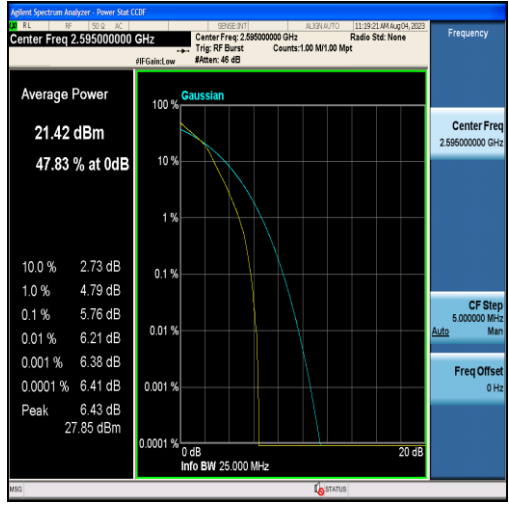 Agilent Spectrum Analyzer - Power Stat CCDF
RL RF 50 Ω AC SENSE:INT ALIGN AUTO 11:19:21 AM Aug 04, 2023
Center Freq 2.595000000 GHz
Center Freq: 2.595000000 GHz Radio Std: None
Trig: RF Burst Counts:1.00 M/1.00 Mpt
#IFGain:Low #Atten: 46 dB
Frequency
Average Power
21.42 dBm
47.83 % at 0dB
10.0 % 2.73 dB
1.0 % 4.79 dB
0.1 % 5.76 dB
0.01 % 6.21 dB
0.001 % 6.38 dB
0.0001 % 6.41 dB
Peak 6.43 dB
27.85 dBm
Gaussian
100 %
10 %
1 %
0.1 %
0.01 %
0.001 %
0.0001 %
0 dB 20 dB
Info BW 25.000 MHz
Center Freq
2.595000000 GHz
CF Step
5.000000 MHz
Auto Man
Freq Offset
0 Hz
MSG STATUS